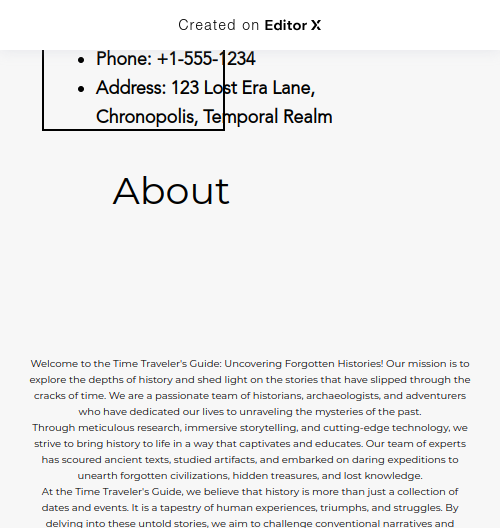 Created on Editor X
Phone: +1-555-1234
Address: 123 Lost Era Lane,
Chronopolis, Temporal Realm
About
Welcome to the Time Traveler's Guide: Uncovering Forgotten Histories! Our mission is to
explore the depths of history and shed light on the stories that have slipped through the
cracks of time. We are a passionate team of historians, archaeologists, and adventurers
who have dedicated our lives to unraveling the mysteries of the past.
Through meticulous research, immersive storytelling, and cutting-edge technology, we
strive to bring history to life in a way that captivates and educates. Our team of experts
has scoured ancient texts, studied artifacts, and embarked on daring expeditions to
unearth forgotten civilizations, hidden treasures, and lost knowledge.
At the Time Traveler's Guide, we believe that history is more than just a collection of
dates and events. It is a tapestry of human experiences, triumphs, and struggles. By
delving into these untold stories, we aim to challenge conventional narratives and